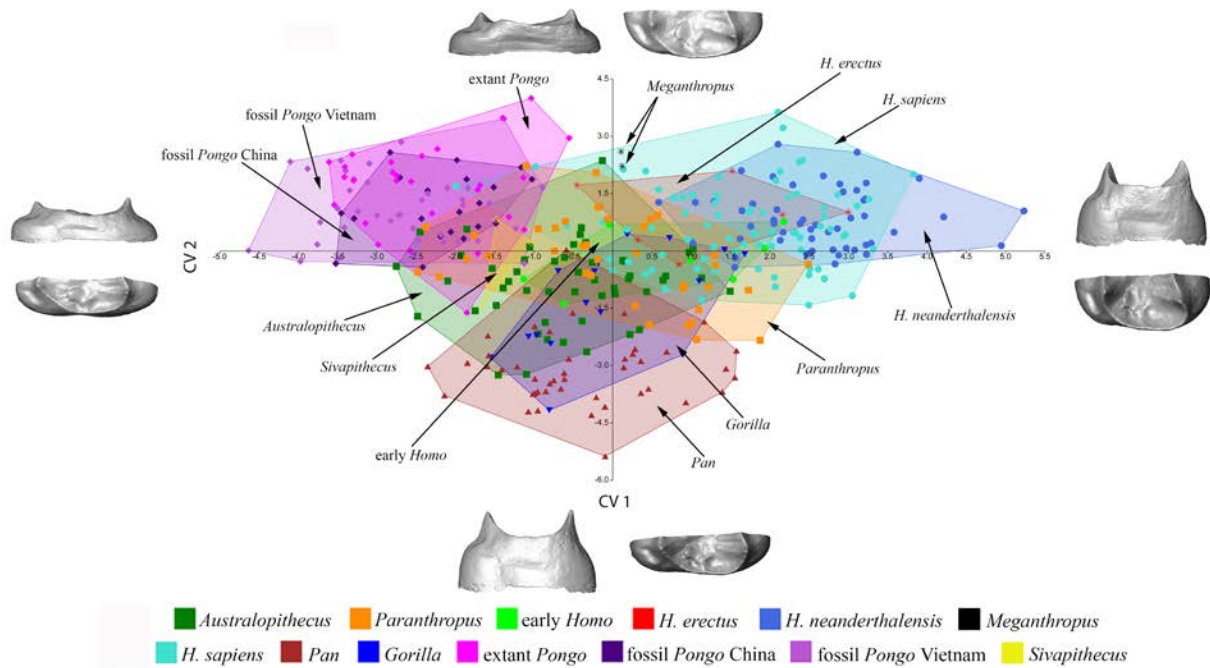 H. erectus
extant Pongo
Meganthropus
H. sapiens
fossil Pongo Vietnam
fossil Pongo China
4.5
3.0
1.5
CV 2
-5.0 -4.5 -4.0 -3.5 -3.0 -2.5 -2.0 -1.5 -1.0 -0.5 0.5 1.0 1.5 2.0 2.5 3.0 3.5 4.0 4.5 5.0 5.5
-1.5
-3.0
-4.5
-6.0
Australopithecus
Sivapithecus
H. neanderthalensis
Paranthropus
Gorilla
early Homo
Pan
CV 1
Australopithecus Paranthropus early Homo H. erectus H. neanderthalensis Meganthropus
H. sapiens Pan Gorilla extant Pongo fossil Pongo China fossil Pongo Vietnam Sivapithecus